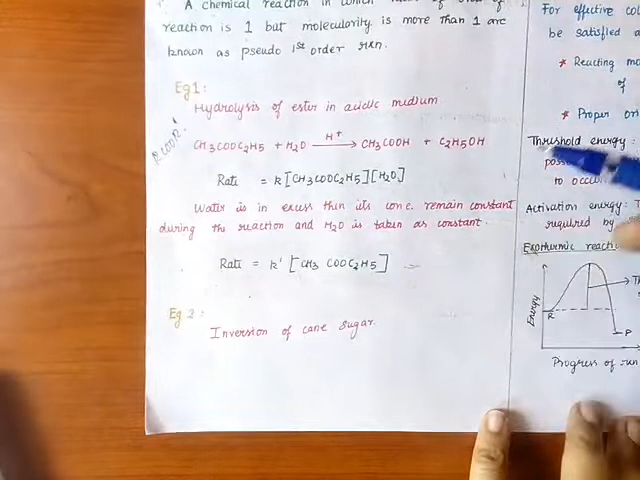 A chemical reaction in which
reaction is 1 but molecularity is more than 1 are
known as pseudo 1st order rxn.
Eg 1:
Hydrolysis of ester in acidic medium
RCOOR'
CH3COOC2H5 + H2O H+ → CH3COOH + C2H5OH
Rate = k[CH3COOC2H5][H2O]
Water is in excess then its conc. remain constant
during the reaction and H2O is taken as constant.
Rate = k' [CH3 COOC2H5]
Eg 2:
Inversion of cane sugar.
For effective
be satisfied
* Reacting
of
* Proper
Threshold energy:
to
Activation energy:
required by
Exothermic
Energy
R
P
Progress of